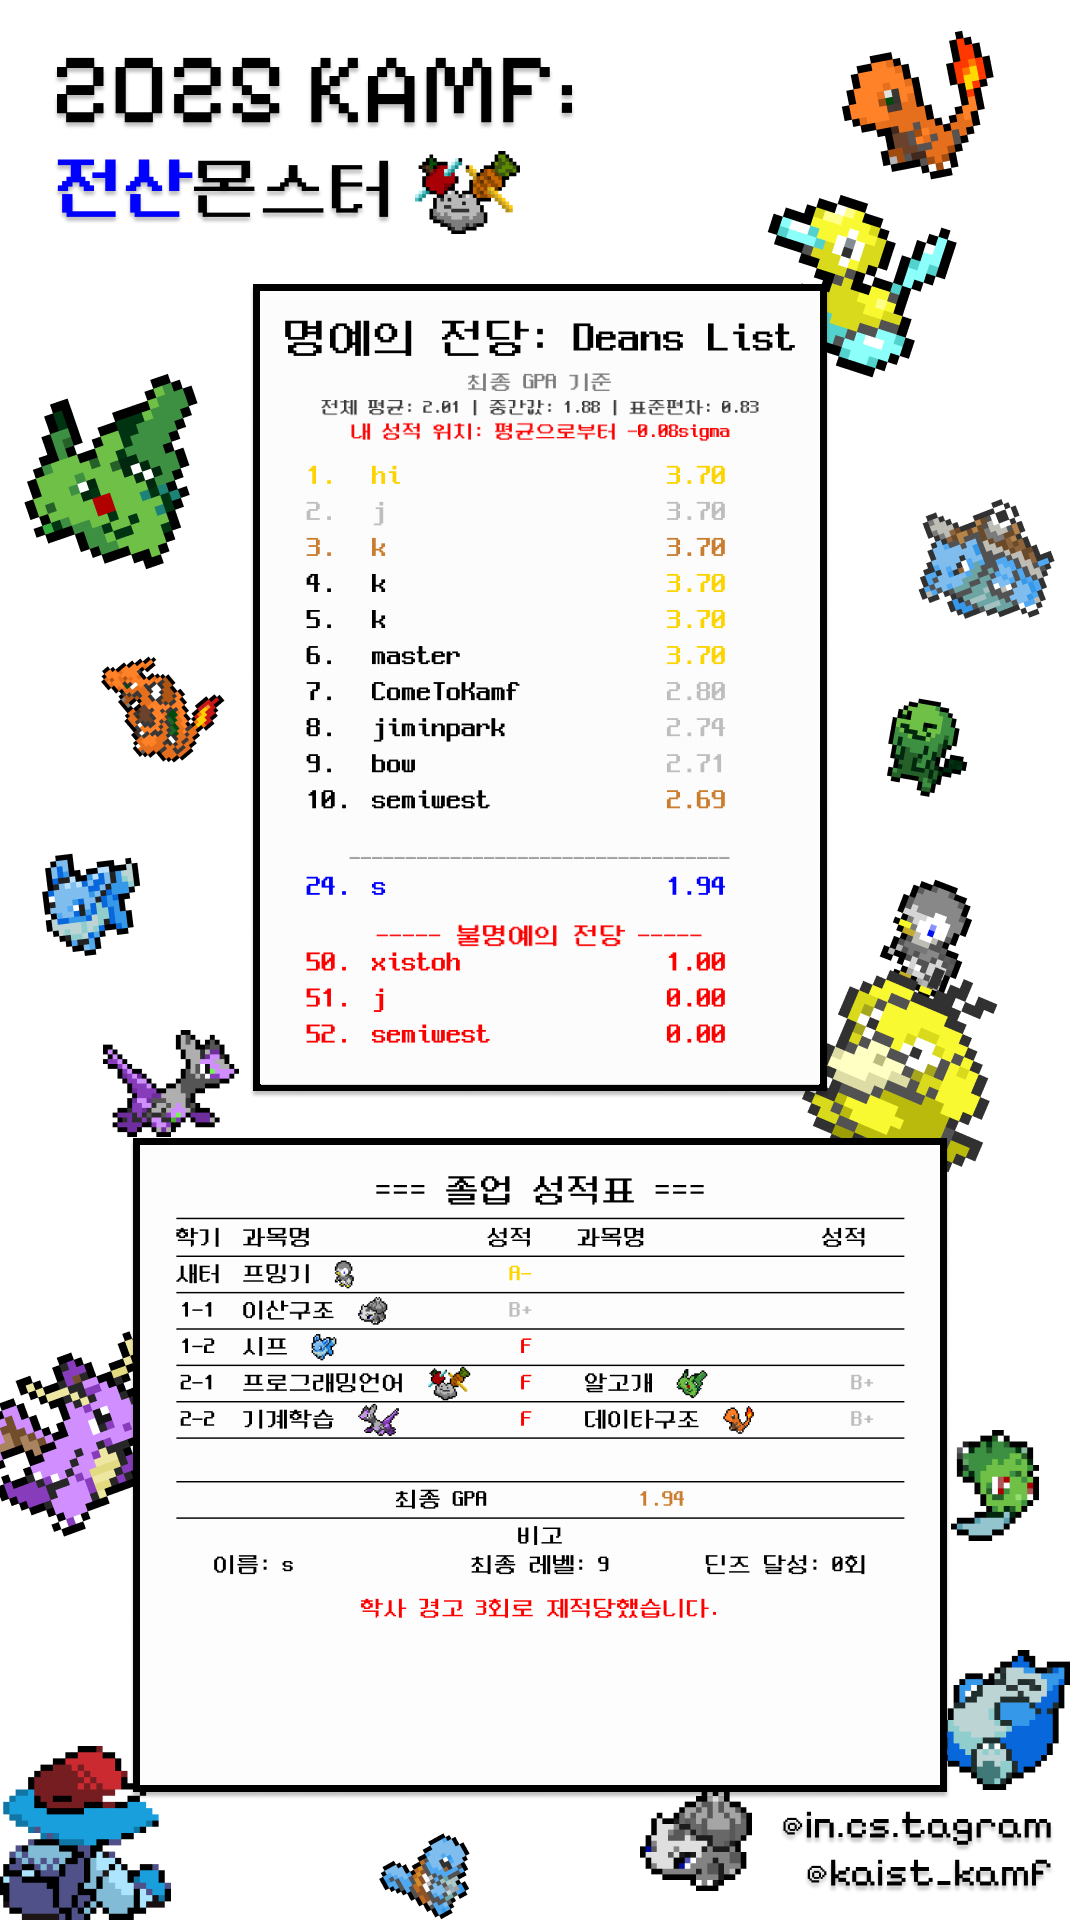 2025 KAMF:
전산몬스터
명예의 전당: Deans List
최종 GPA 기준
전체 평균: 2.01 | 중간값: 1.88 | 표준편차: 0.83
내 성적 위치: 평균으로부터 -0.08sigma
1. hi 3.70
2. j 3.70
3. k 3.70
4. k 3.70
5. k 3.70
6. master 3.70
7. ComeToKamf 2.80
8. jiminpark 2.74
9. bow 2.71
10. semiwest 2.69
24. s 1.94
----- 불명예의 전당 -----
50. xistoh 1.00
51. j 0.00
52. semiwest 0.00
=== 졸업 성적표 ===
학기 과목명 성적 과목명 성적
새터 프밍기 A-
1-1 이산구조 B+
1-2 시프 F
2-1 프로그래밍언어 F 알고개 B+
2-2 기계학습 F 데이타구조 B+
최종 GPA 1.94
비고
이름: s 최종 레벨: 9 딘즈 달성: 0회
학사 경고 3회로 제적당했습니다.
@in.cs.tagram
@kaist_kamf